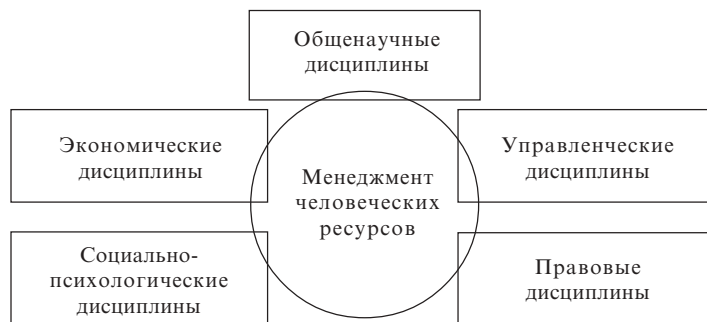 Общенаучные
дисциплины
Экономические
дисциплины
Управленческие
дисциплины
Менеджмент
человеческих
ресурсов
Социально-
психологические
дисциплины
Правовые
дисциплины